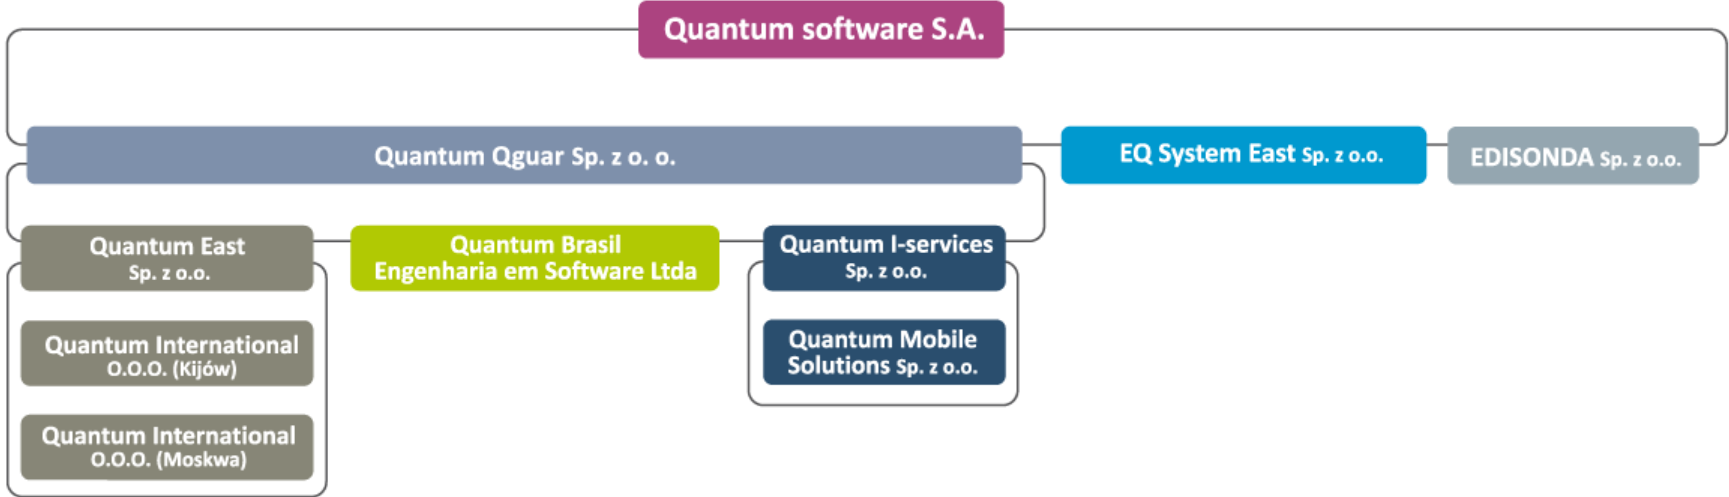 Quantum software S.A.
Quantum Qguar Sp. z o. o.
EQ System East Sp. z o.o.
EDISONDA Sp. z o.o.
Quantum East
Sp. z o.o.
Quantum Brasil
Engenharia em Software Ltda
Quantum I-services
Sp. z o.o.
Quantum International
O.O.O. (Kijów)
Quantum Mobile
Solutions Sp. z o.o.
Quantum International
O.O.O. (Moskwa)